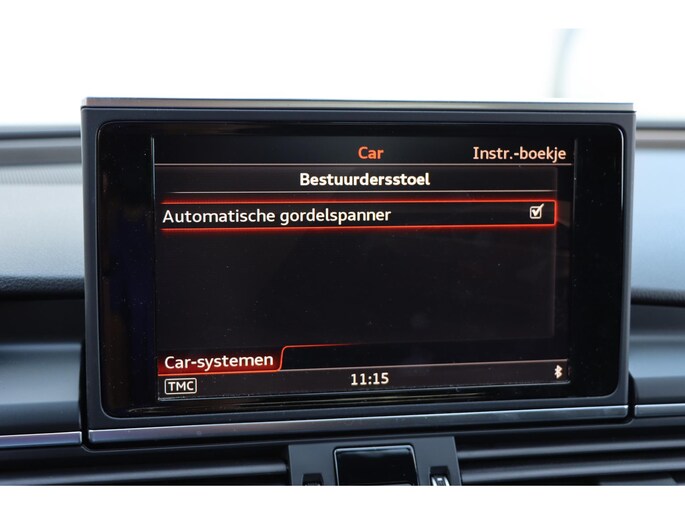 Car Instr.-boekje
Bestuurdersstoel
Automatische gordelspanner
Car-systemen
TMC 11:15